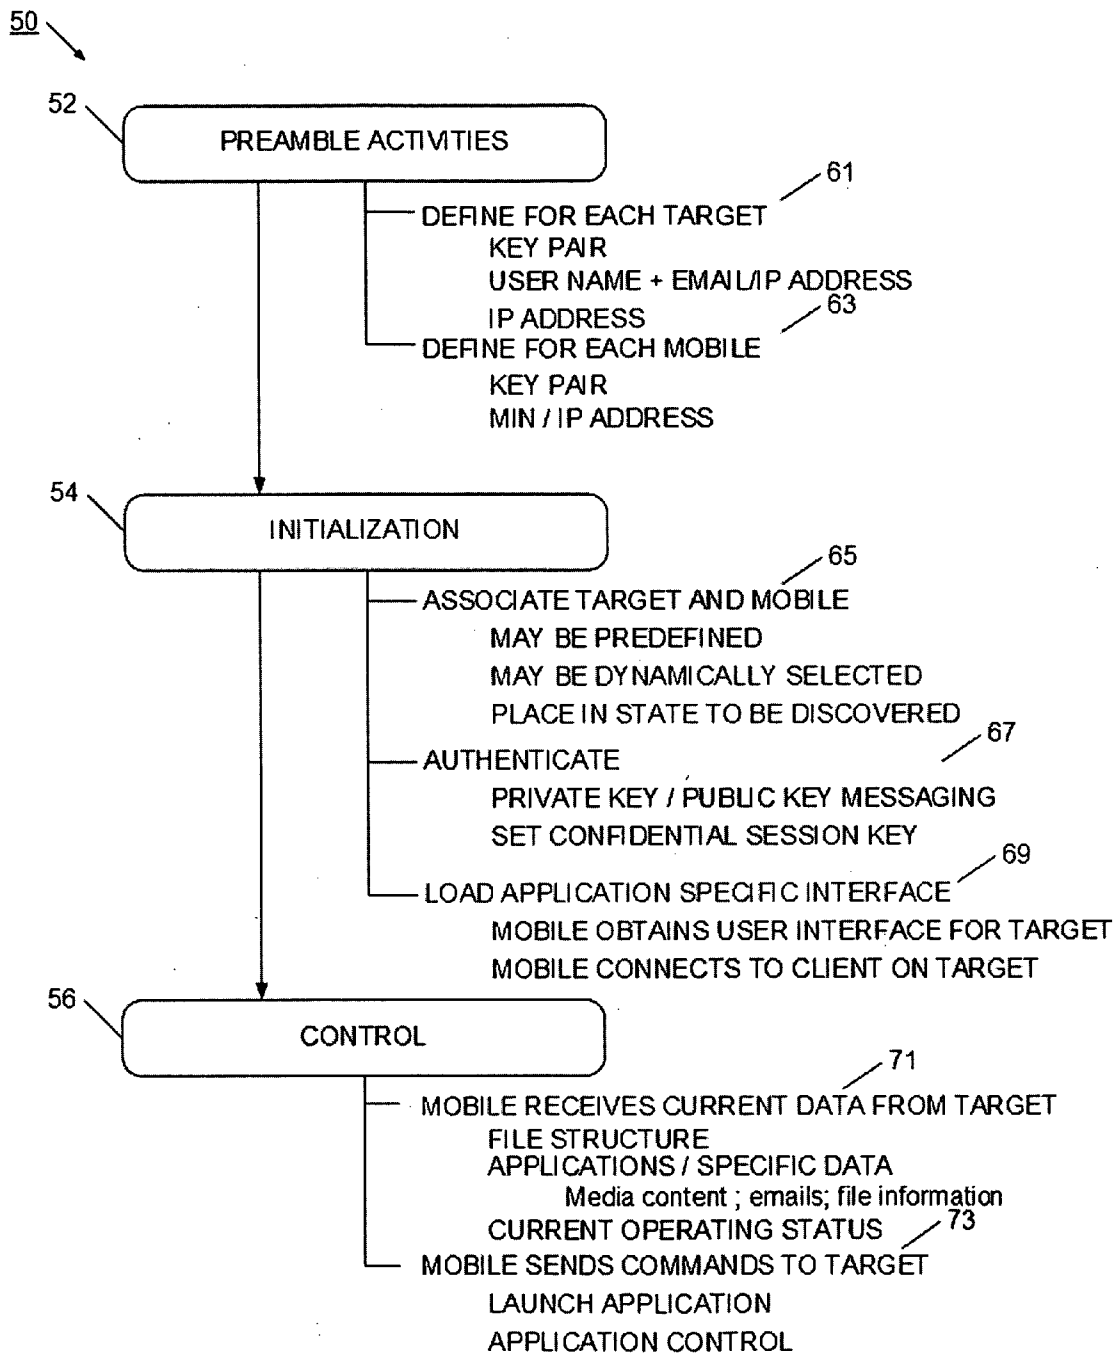 50
52
PREAMBLE ACTIVITIES
61
DEFINE FOR EACH TARGET
KEY PAIR
USER NAME + EMAIL/IP ADDRESS
IP ADDRESS
63
DEFINE FOR EACH MOBILE
KEY PAIR
MIN / IP ADDRESS
54
INITIALIZATION
65
ASSOCIATE TARGET AND MOBILE
MAY BE PREDEFINED
MAY BE DYNAMICALLY SELECTED
PLACE IN STATE TO BE DISCOVERED
67
AUTHENTICATE
PRIVATE KEY / PUBLIC KEY MESSAGING
SET CONFIDENTIAL SESSION KEY
69
LOAD APPLICATION SPECIFIC INTERFACE
MOBILE OBTAINS USER INTERFACE FOR TARGET
MOBILE CONNECTS TO CLIENT ON TARGET
56
CONTROL
71
MOBILE RECEIVES CURRENT DATA FROM TARGET
FILE STRUCTURE
APPLICATIONS / SPECIFIC DATA
Media content ; emails; file information
CURRENT OPERATING STATUS
73
MOBILE SENDS COMMANDS TO TARGET
LAUNCH APPLICATION
APPLICATION CONTROL